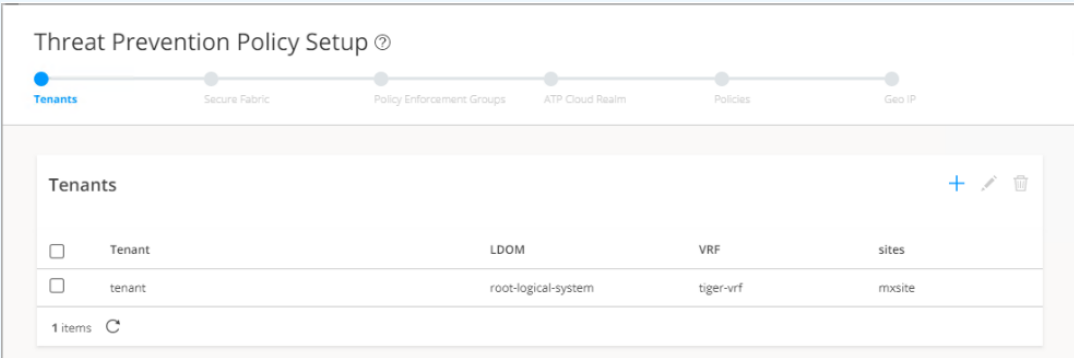 Threat Prevention Policy Setup ?
Tenants Secure Fabric Policy Enforcement Groups ATP Cloud Realm Policies Geo IP
Tenants
Tenant LDOM VRF sites
tenant root-logical-system tiger-vrf mxsite
1 items